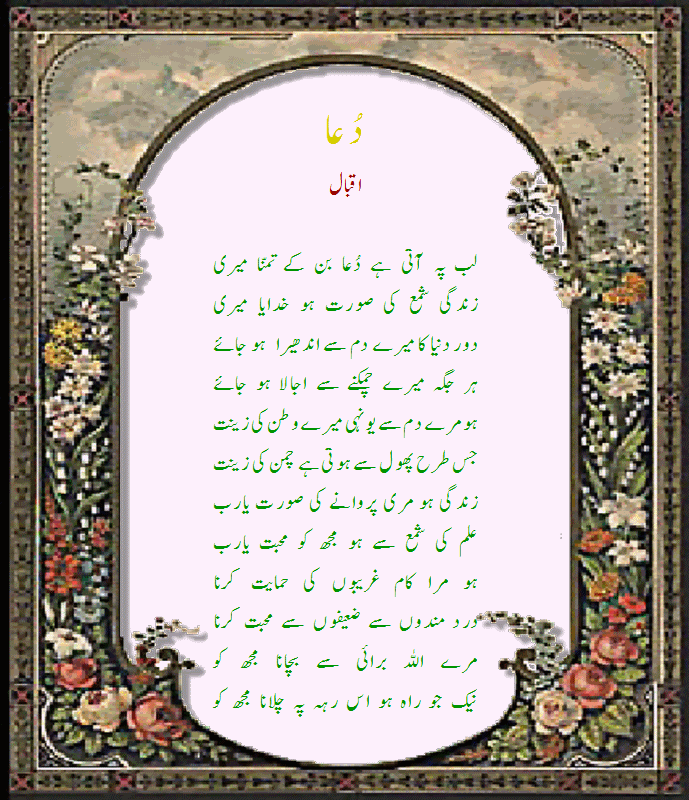 دُعا
اقبال
لب پہ آتی ہے دُعا بن کے تمنّا میری
زندگی شمع کی صورت ہو خدایا میری
دور دنیا کا میرے دم سے اندھیرا ہو جائے
ہر جگہ میرے چمکنے سے اجالا ہو جائے
ہو مرے دم سے یونہی میرے وطن کی زینت
جس طرح پھول سے ہوتی ہے چمن کی زینت
زندگی ہو مری پروانے کی صورت یارب
علم کی شمع سے ہو مجھ کو محبت یارب
ہو مرا کام غریبوں کی حمایت کرنا
درد مندوں سے ضعیفوں سے محبت کرنا
مرے اللہ برائی سے بچانا مجھ کو
نیک جو راہ ہو اس رہہ پہ چلانا مجھ کو